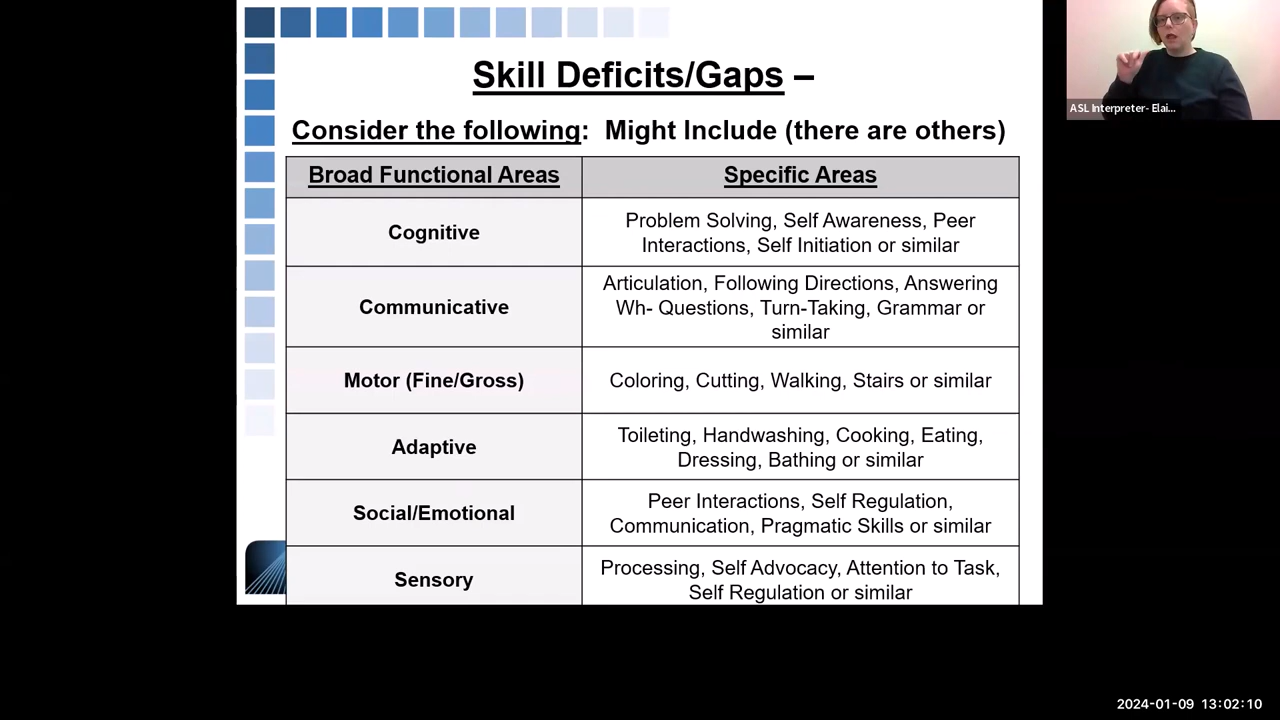 Skill Deficits/Gaps –
Consider the following: Might Include (there are others)
Broad Functional Areas
Specific Areas
Cognitive
Problem Solving, Self Awareness, Peer
Interactions, Self Initiation or similar
Communicative
Articulation, Following Directions, Answering
Wh- Questions, Turn-Taking, Grammar or
similar
Motor (Fine/Gross)
Coloring, Cutting, Walking, Stairs or similar
Adaptive
Toileting, Handwashing, Cooking, Eating,
Dressing, Bathing or similar
Social/Emotional
Peer Interactions, Self Regulation,
Communication, Pragmatic Skills or similar
Sensory
Processing, Self Advocacy, Attention to Task,
Self Regulation or similar
ASL Interpreter- Elai...
2024-01-09 13:02:10